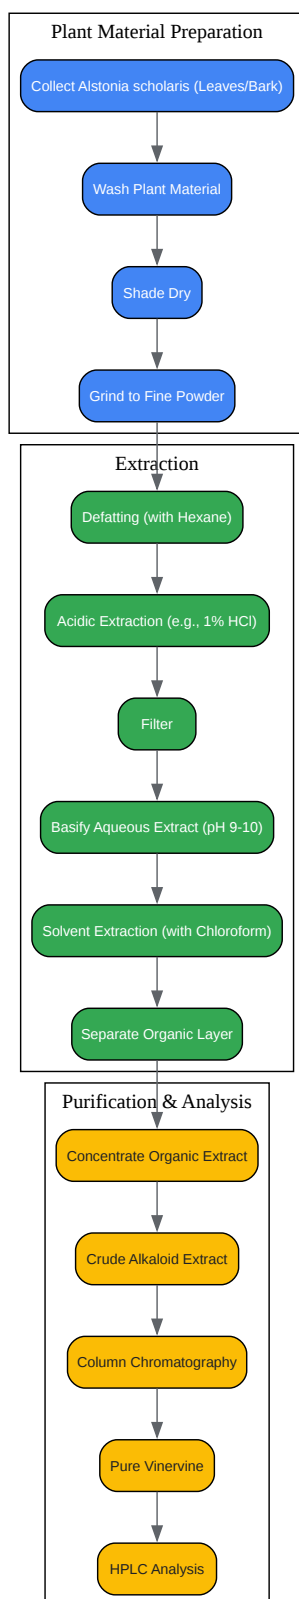 Plant Material Preparation
Collect Alstonia scholaris (Leaves/Bark)
Wash Plant Material
Shade Dry
Grind to Fine Powder
Extraction
Defatting (with Hexane)
Acidic Extraction (e.g., 1% HCl)
Filter
Basify Aqueous Extract (pH 9-10)
Solvent Extraction (with Chloroform)
Separate Organic Layer
Purification & Analysis
Concentrate Organic Extract
Crude Alkaloid Extract
Column Chromatography
Pure Vinervine
HPLC Analysis